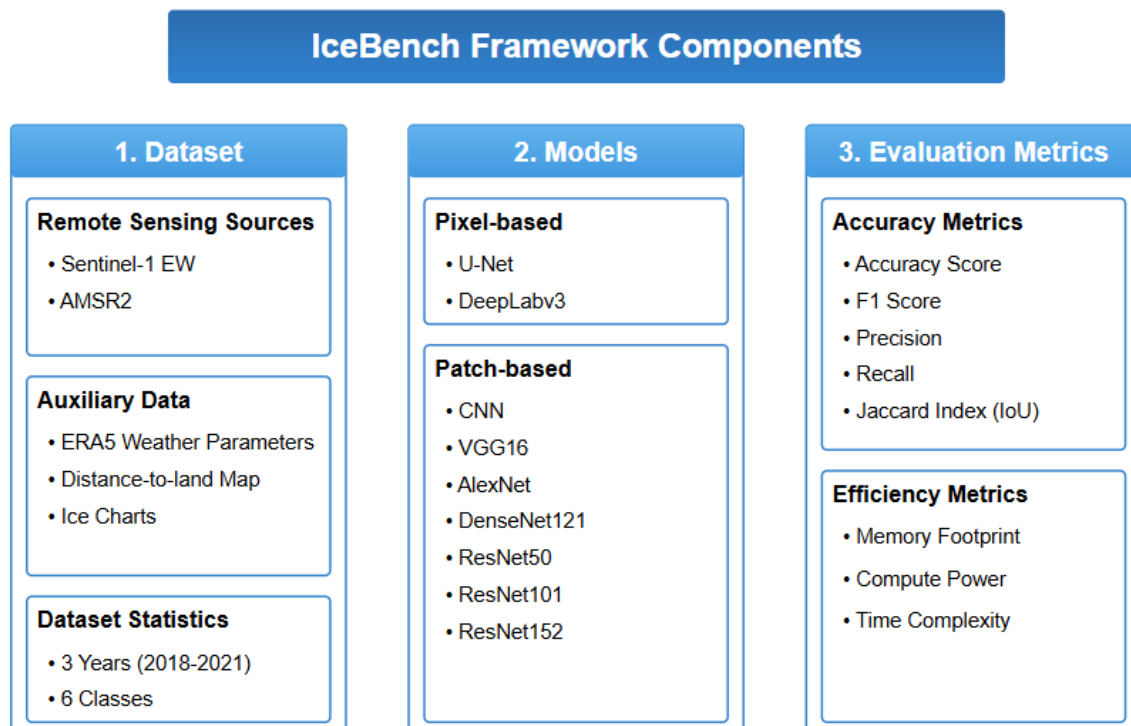 IceBench Framework Components
1. Dataset
Remote Sensing Sources
• Sentinel-1 EW
• AMSR2
Auxiliary Data
• ERA5 Weather Parameters
• Distance-to-land Map
• Ice Charts
Dataset Statistics
• 3 Years (2018-2021)
• 6 Classes
2. Models
Pixel-based
• U-Net
• DeepLabv3
Patch-based
• CNN
• VGG16
• AlexNet
• DenseNet121
• ResNet50
• ResNet101
• ResNet152
3. Evaluation Metrics
Accuracy Metrics
• Accuracy Score
• F1 Score
• Precision
• Recall
• Jaccard Index (IoU)
Efficiency Metrics
• Memory Footprint
• Compute Power
• Time Complexity